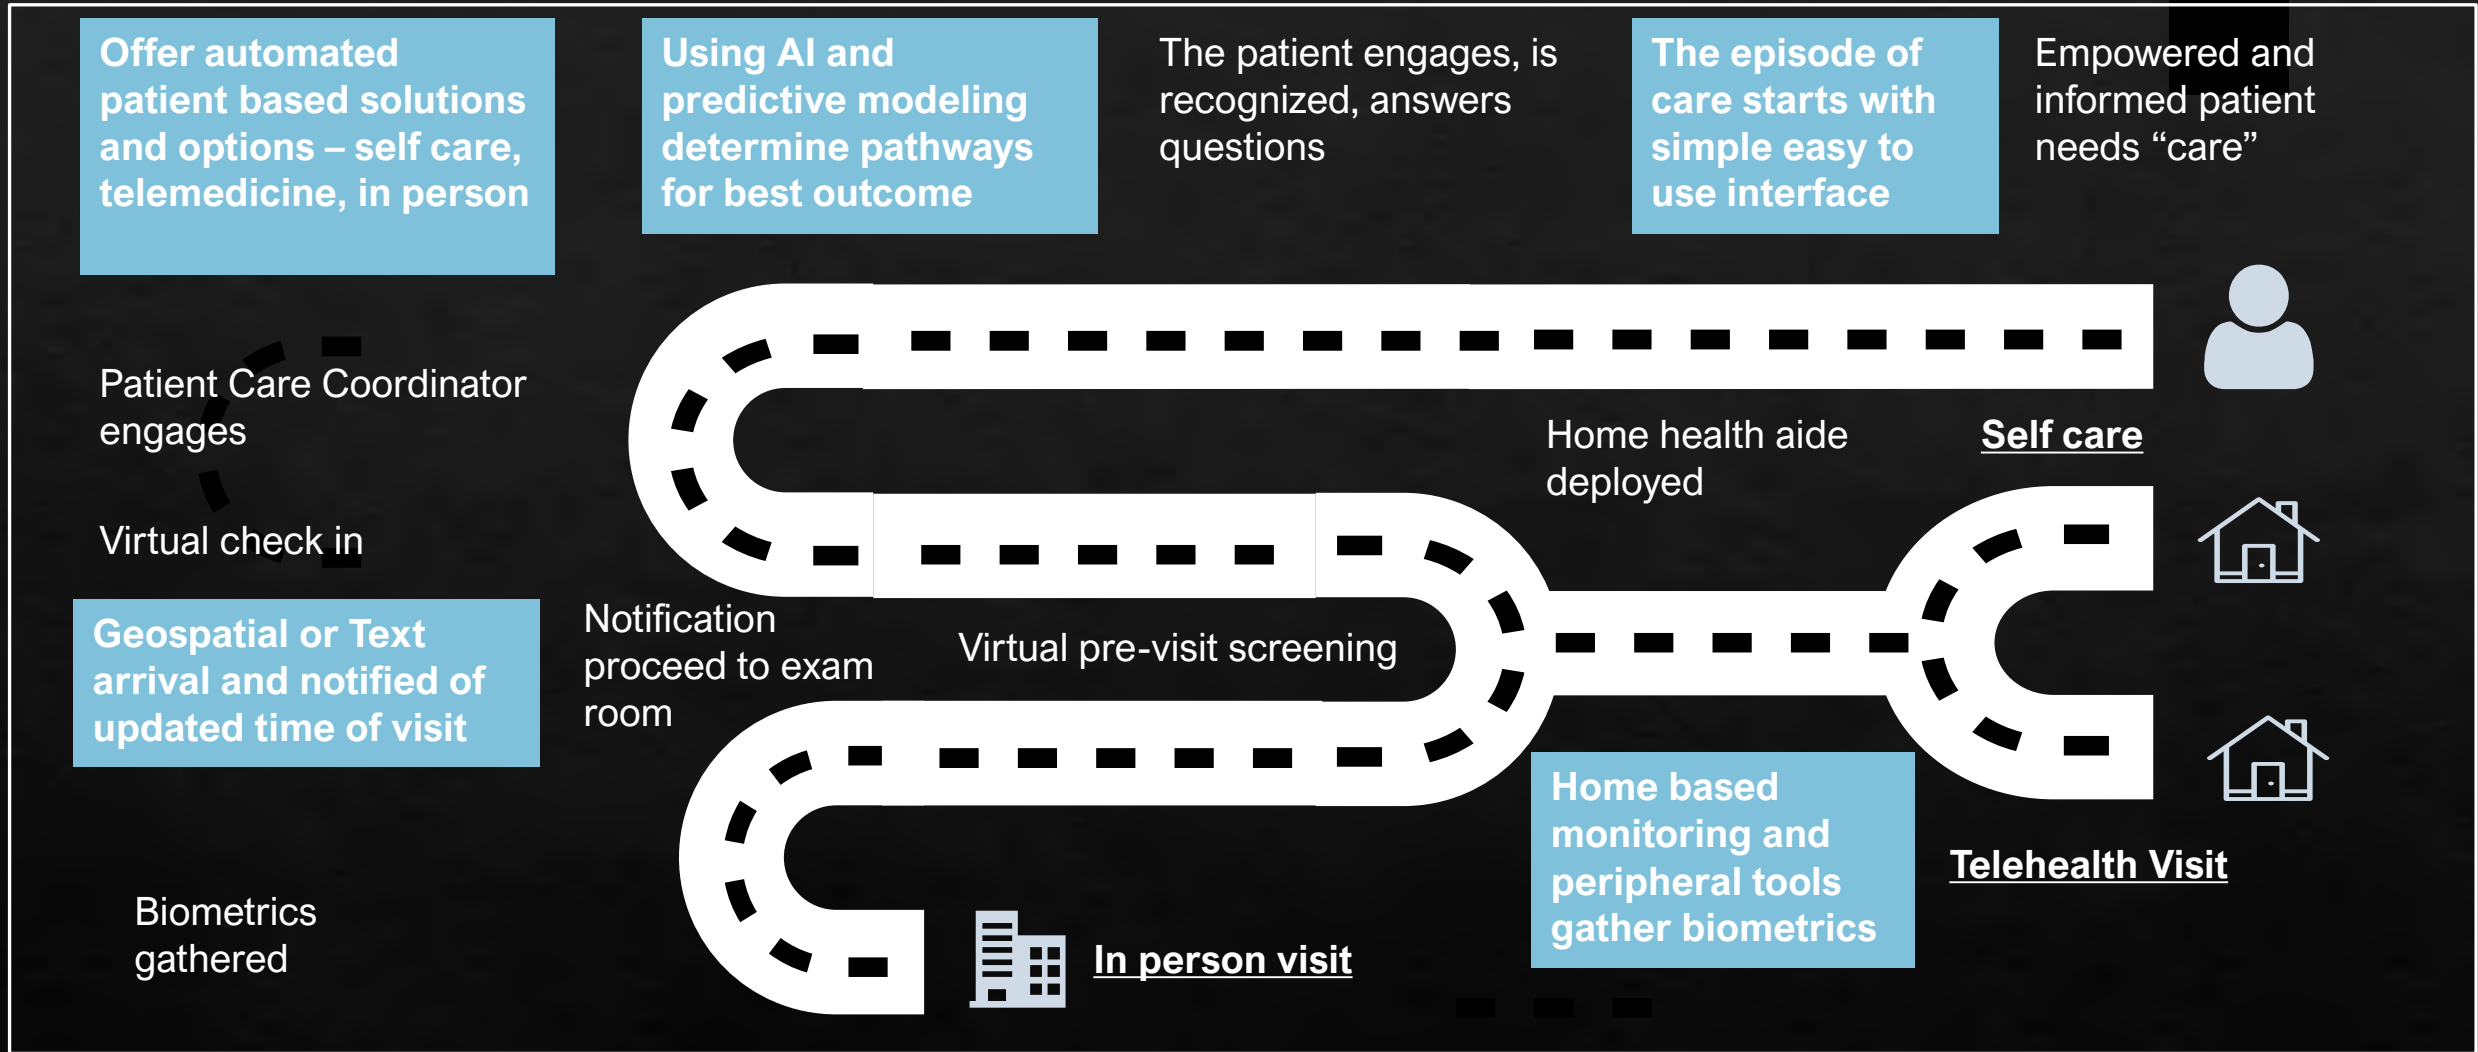 Offer automated
patient based solutions
and options – self care,
telemedicine, in person
Using AI and
predictive modeling
determine pathways
for best outcome
The patient engages, is
recognized, answers
questions
The episode of
care starts with
simple easy to
use interface
Empowered and
informed patient
needs “care”
Patient Care Coordinator
engages
Home health aide
deployed
Self care
Virtual check in
Geospatial or Text
arrival and notified of
updated time of visit
Notification
proceed to exam
room
Virtual pre-visit screening
Home based
monitoring and
peripheral tools
gather biometrics
Telehealth Visit
Biometrics
gathered
In person visit